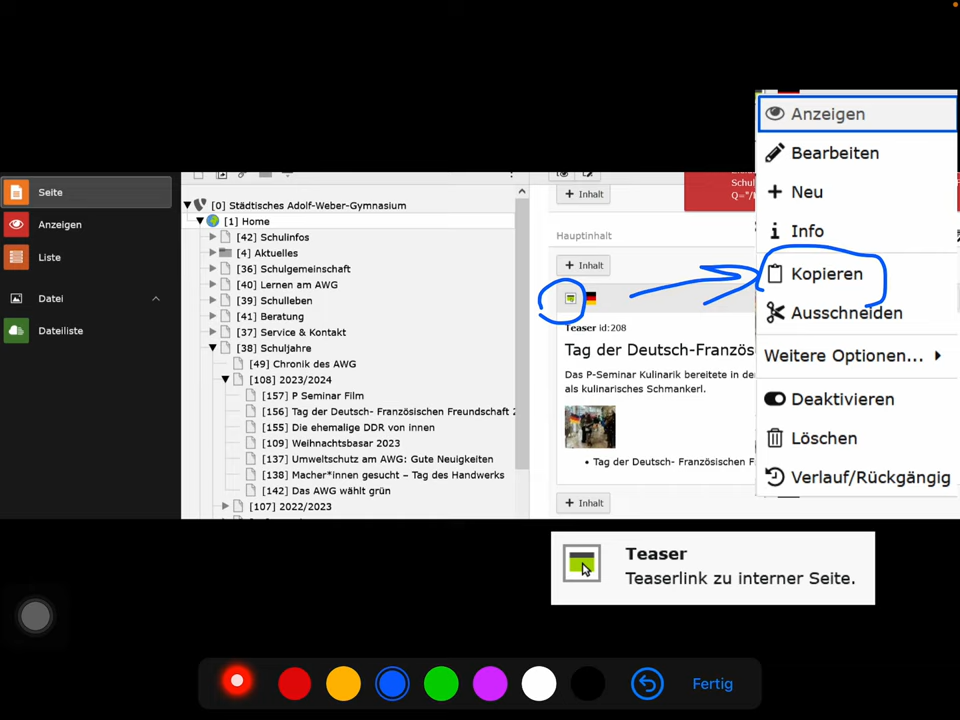 Anzeigen
Bearbeiten
Neu
Info
Kopieren
Ausschneiden
Weitere Optionen...
Deaktivieren
Löschen
Verlauf/Rückgängig
Seite
Anzeigen
Liste
Datei
Dateiliste
[0] Städtisches Adolf-Weber-Gymnasium
[1] Home
[42] Schulinfos
[4] Aktuelles
[36] Schulgemeinschaft
[40] Lernen am AWG
[39] Schulleben
[41] Beratung
[37] Service & Kontakt
[38] Schuljahre
[49] Chronik des AWG
[108] 2023/2024
[157] P Seminar Film
[156] Tag der Deutsch- Französischen Freundschaft 2
[155] Die ehemalige DDR von innen
[109] Weihnachtsbasar 2023
[137] Umweltschutz am AWG: Gute Neuigkeiten
[138] Macher*innen gesucht – Tag des Handwerks
[142] Das AWG wählt grün
[107] 2022/2023
+ Inhalt
Schul
Q="/I
Hauptinhalt
+ Inhalt
Teaser id:208
Tag der Deutsch-Französ
Das P-Seminar Kulinarik bereitete in de
als kulinarisches Schmankerl.
• Tag der Deutsch- Französischen F
+ Inhalt
Teaser
Teaserlink zu interner Seite.
Fertig